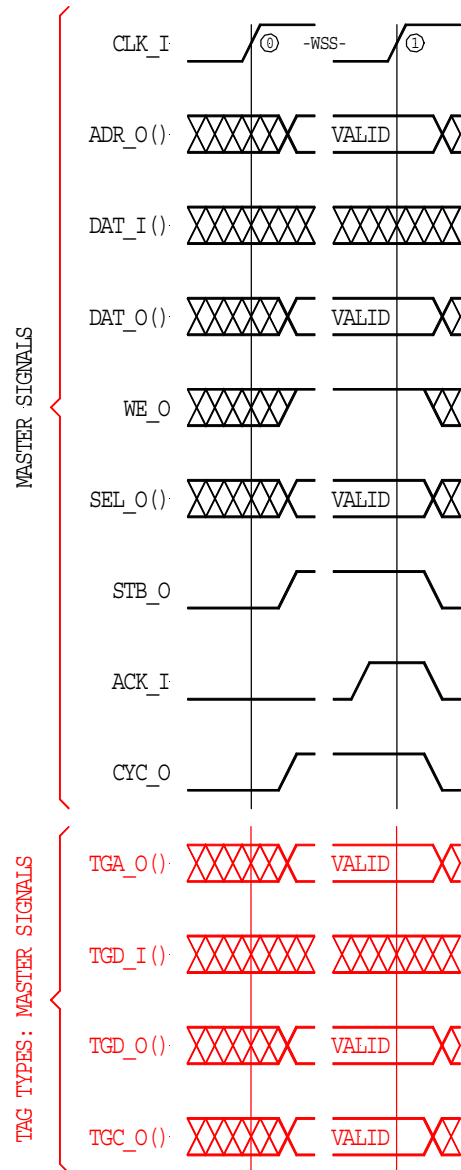 MASTER SIGNALS
CLK_I
0
-WSS-
1
ADR_O()
VALID
DAT_I()
DAT_O()
VALID
WE_O
SEL_O()
VALID
STB_O
ACK_I
CYC_O
TAG TYPES: MASTER SIGNALS
TGA_O()
VALID
TGD_I()
TGD_O()
VALID
TGC_O()
VALID